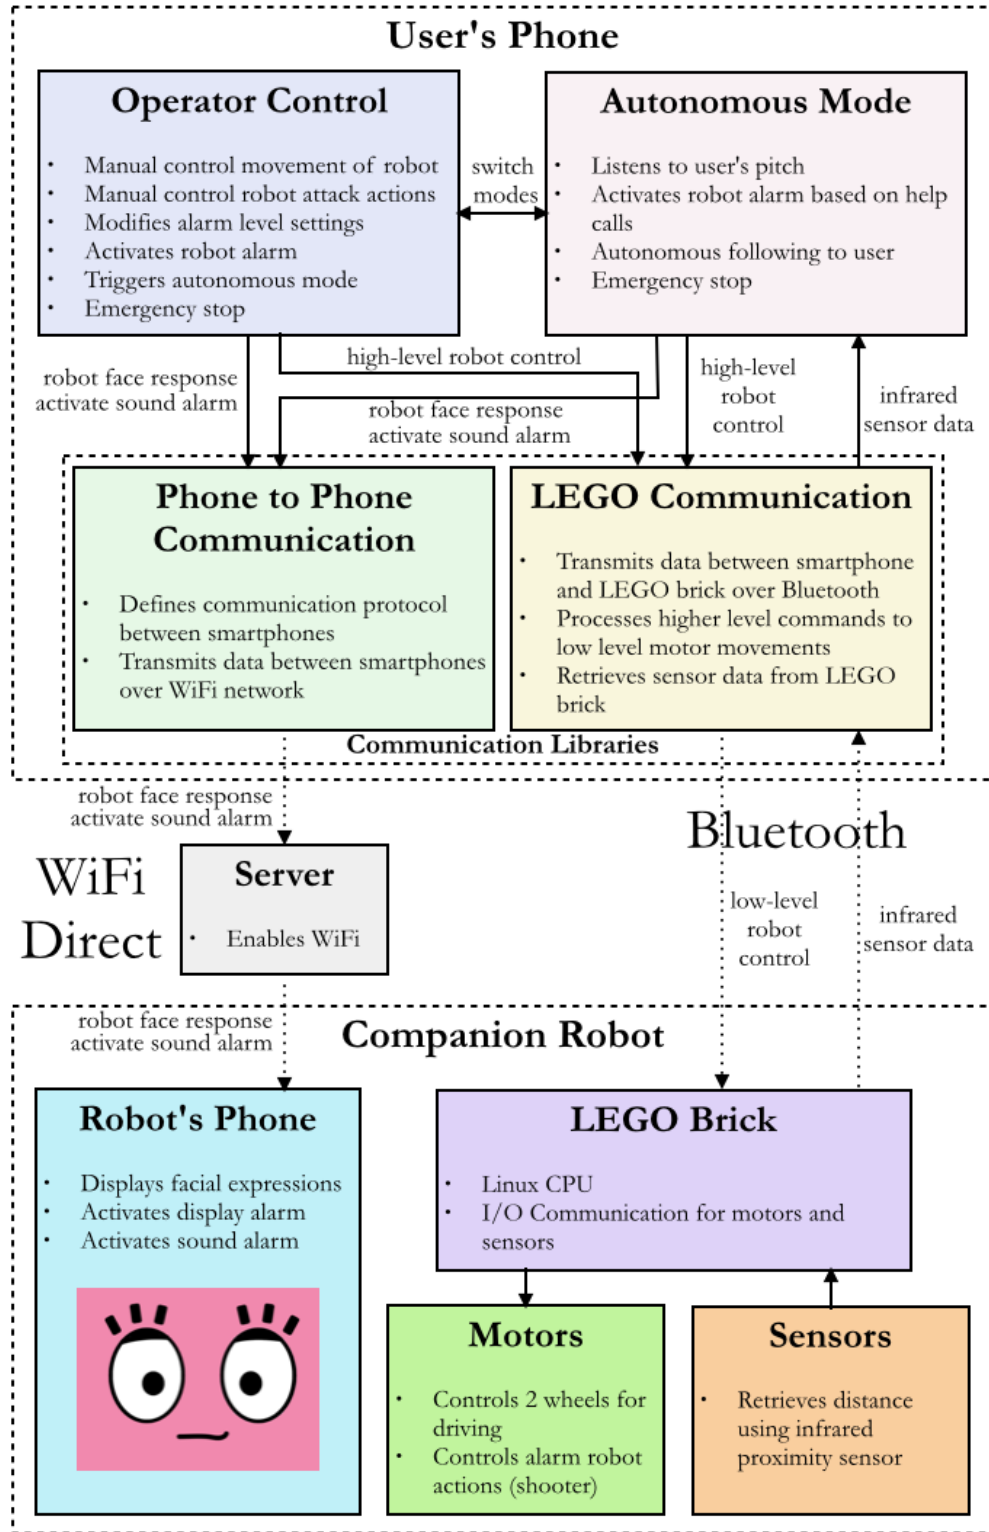 User's Phone
Operator Control
· Manual control movement of robot
· Manual control robot attack actions
· Modifies alarm level settings
· Activates robot alarm
· Triggers autonomous mode
· Emergency stop
switch
modes
Autonomous Mode
· Listens to user's pitch
· Activates robot alarm based on help
calls
· Autonomous following to user
· Emergency stop
robot face response
activate sound alarm
high-level robot control
robot face response
activate sound alarm
high-level
robot
control
infrared
sensor data
Phone to Phone
Communication
· Defines communication protocol
between smartphones
· Transmits data between smartphones
over WiFi network
LEGO Communication
· Transmits data between smartphone
and LEGO brick over Bluetooth
· Processes higher level commands to
low level motor movements
· Retrieves sensor data from LEGO
brick
Communication Libraries
robot face response
activate sound alarm
WiFi
Direct
Server
· Enables WiFi
Bluetooth
low-level
robot
control
infrared
sensor data
robot face response
activate sound alarm
Companion Robot
Robot's Phone
· Displays facial expressions
· Activates display alarm
· Activates sound alarm
LEGO Brick
· Linux CPU
· I/O Communication for motors and
sensors
Motors
· Controls 2 wheels for
driving
· Controls alarm robot
actions (shooter)
Sensors
· Retrieves distance
using infrared
proximity sensor